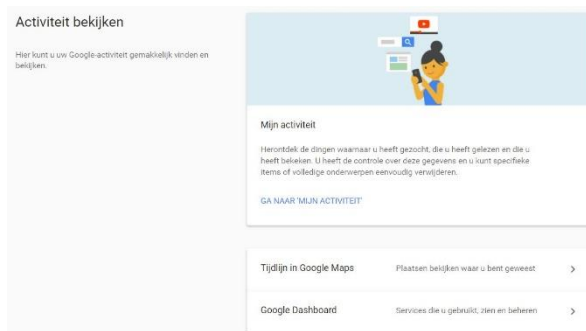 Activiteit bekijken
Hier kunt u uw Google-activiteit gemakkelijk vinden en
bekijken.
Mijn activiteit
Herontdek de dingen waarnaar u heeft gezocht, die u heeft gelezen en die u
heeft bekeken. U heeft de controle over deze gegevens en u kunt specifieke
items of volledige onderwerpen eenvoudig verwijderen.
GA NAAR 'MIJN ACTIVITEIT'
Tijdlijn in Google Maps Plaatsen bekijken waar u bent geweest
Google Dashboard Services die u gebruikt, zien en beheren